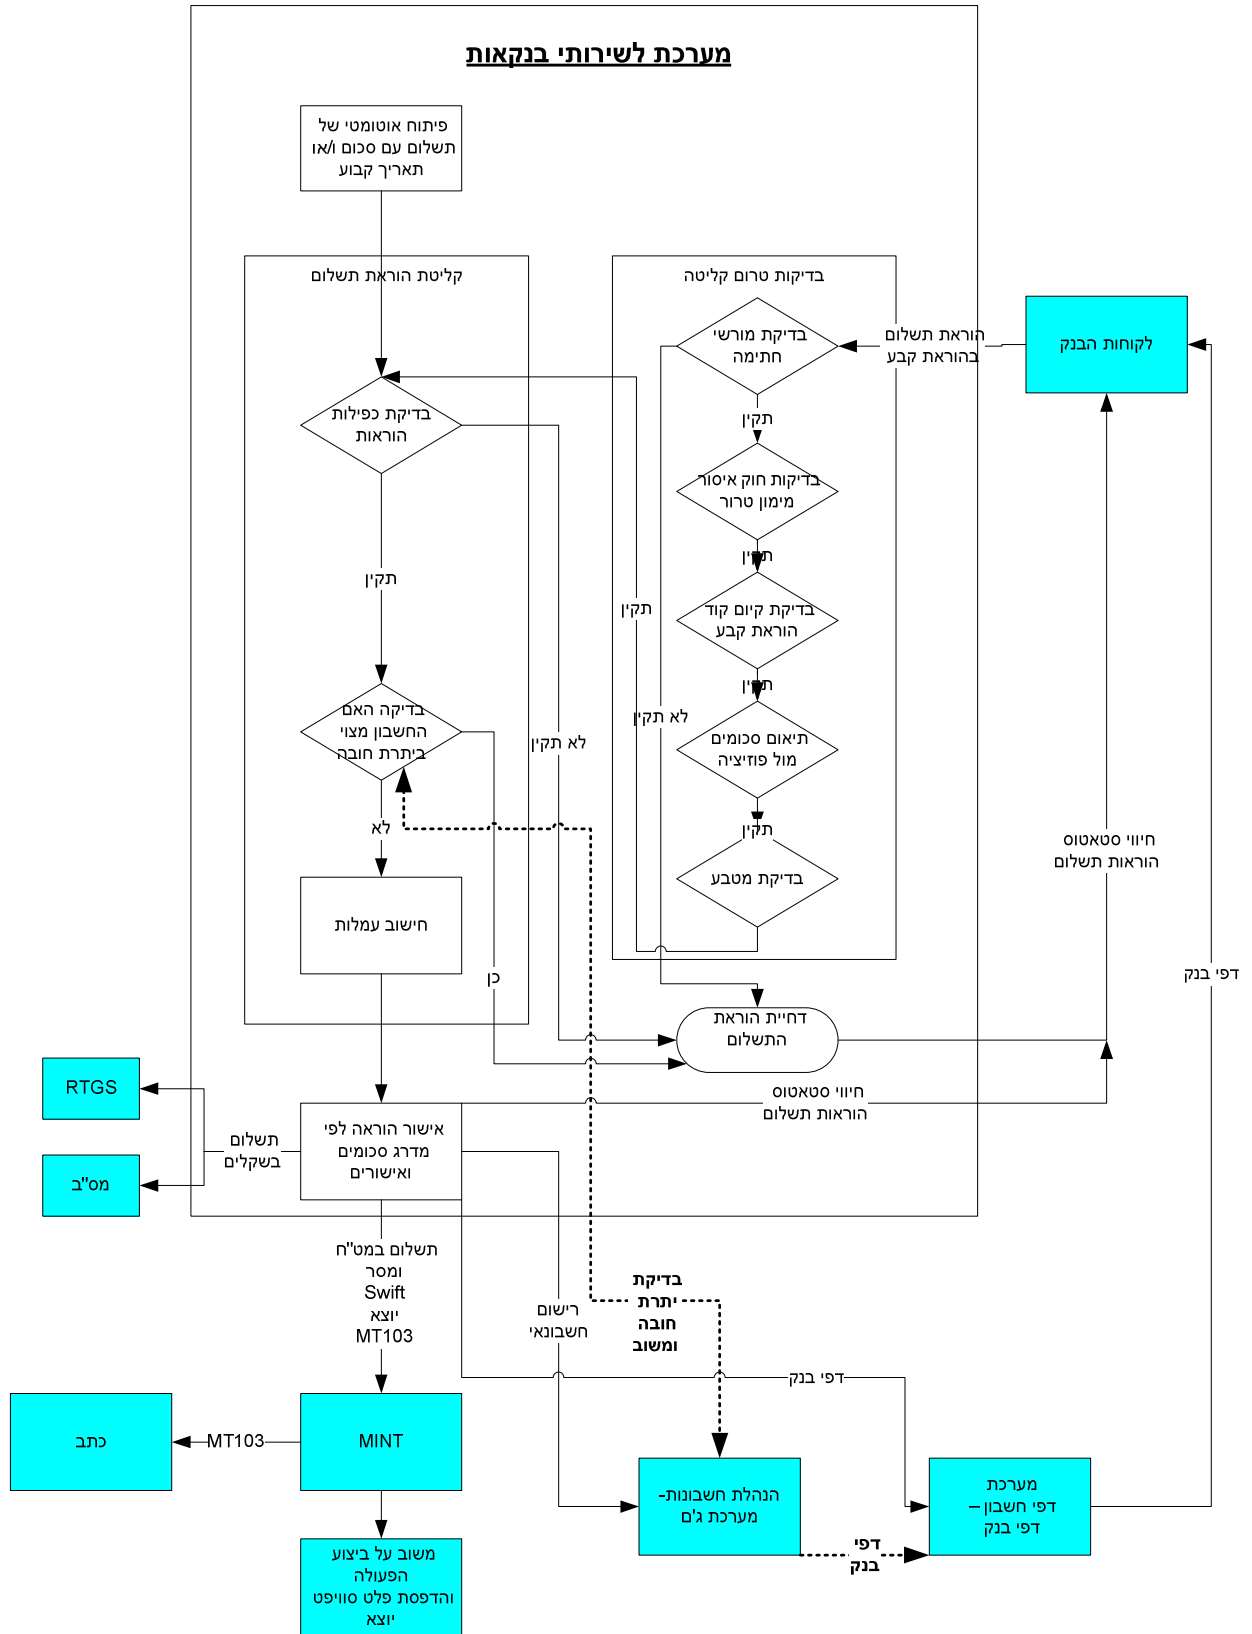 מערכת לשירותי בנקאות
פיתוח אוטומטי של
תשלום עם סכום ו/או
תאריך קבוע
קליטת הוראת תשלום
בדיקות טרום קליטה
בדיקת מורשי
חתימה
הוראת תשלום
בהוראת קבע
לקוחות הבנק
תקין
בדיקת כפילות
הוראות
בדיקות חוק איסור
מימון טרור
תקין
תקין
תקין
בדיקת קיום קוד
הוראת קבע
תקין
בדיקה האם
החשבון מצוי
ביתרת חובה
לא תקין
לא תקין
תיאום סכומים
מול פוזיציה
לא
תקין
חיווי סטאטוס
הוראות תשלום
בדיקת מטבע
חישוב עמלות
כן
דפי בנק
דחיית הוראת
התשלום
RTGS
חיווי סטאטוס
הוראות תשלום
אישור הוראה לפי
מדרג סכומים
ואישורים
תשלום
בשקלים
מס"ב
תשלום במט"ח
ומסר
Swift
יוצא
MT103
בדיקת
יתרת
חובה
ומשוב
רישום
חשבונאי
דפי בנק
כתב
MT103
MINT
הנהלת חשבונות-
מערכת ג'ם
מערכת
דפי חשבון –
דפי בנק
דפי
בנק
משוב על ביצוע
הפעולה
והדפסת פלט סוויפט
יוצא